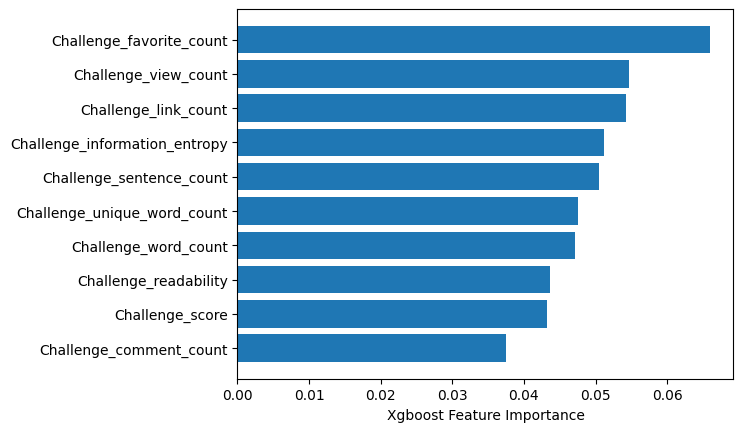 Challenge_favorite_count
Challenge_view_count
Challenge_link_count
Challenge_information_entropy
Challenge_sentence_count
Challenge_unique_word_count
Challenge_word_count
Challenge_readability
Challenge_score
Challenge_comment_count
0.00 0.01 0.02 0.03 0.04 0.05 0.06
Xgboost Feature Importance